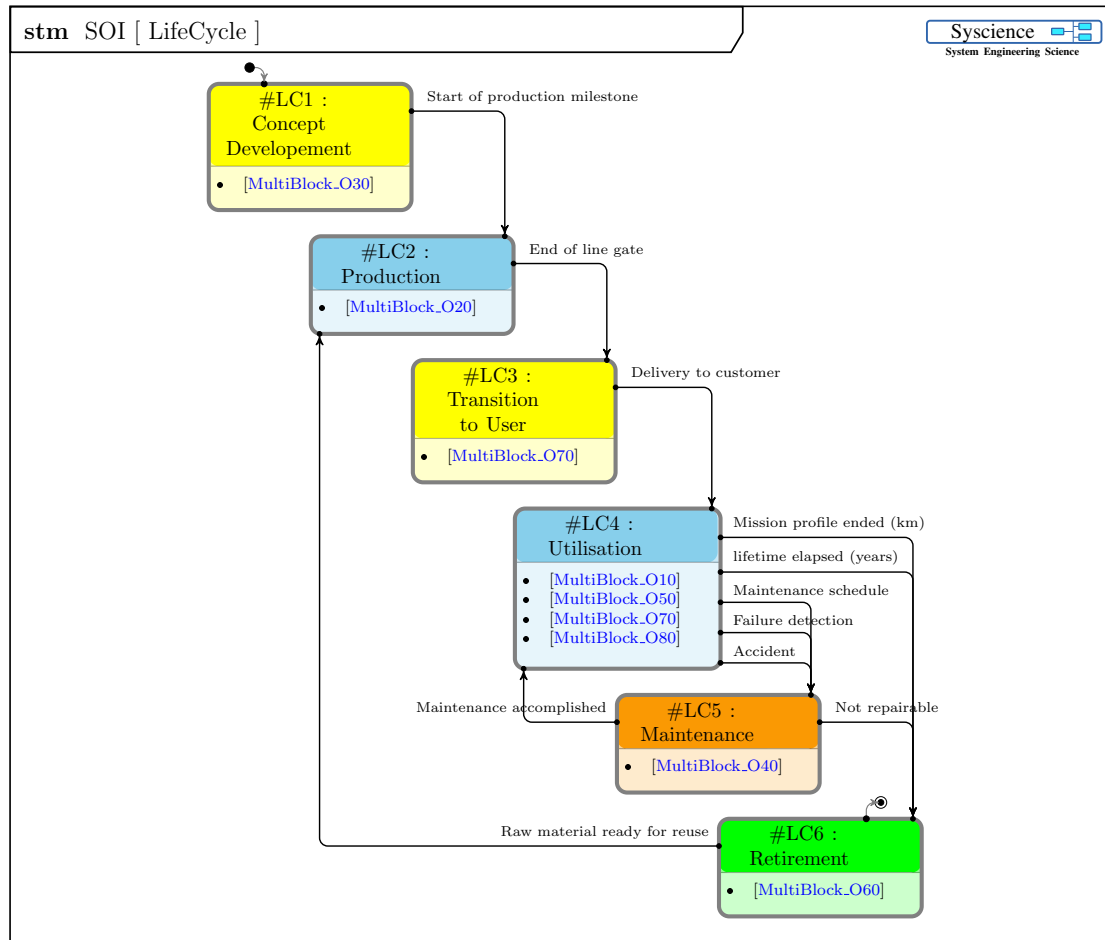 stm SOI [ LifeCycle ]
Syscience
System Engineering Science
#LC1 :
Concept
Developement
• [MultiBlock_O30]
Start of production milestone
#LC2 :
Production
• [MultiBlock_O20]
End of line gate
#LC3 :
Transition
to User
• [MultiBlock_O70]
Delivery to customer
#LC4 :
Utilisation
• [MultiBlock_O10]
• [MultiBlock_O50]
• [MultiBlock_O70]
• [MultiBlock_O80]
Mission profile ended (km)
lifetime elapsed (years)
Maintenance schedule
Failure detection
Accident
Maintenance accomplished
#LC5 :
Maintenance
• [MultiBlock_O40]
Not repairable
Raw material ready for reuse
#LC6 :
Retirement
• [MultiBlock_O60]